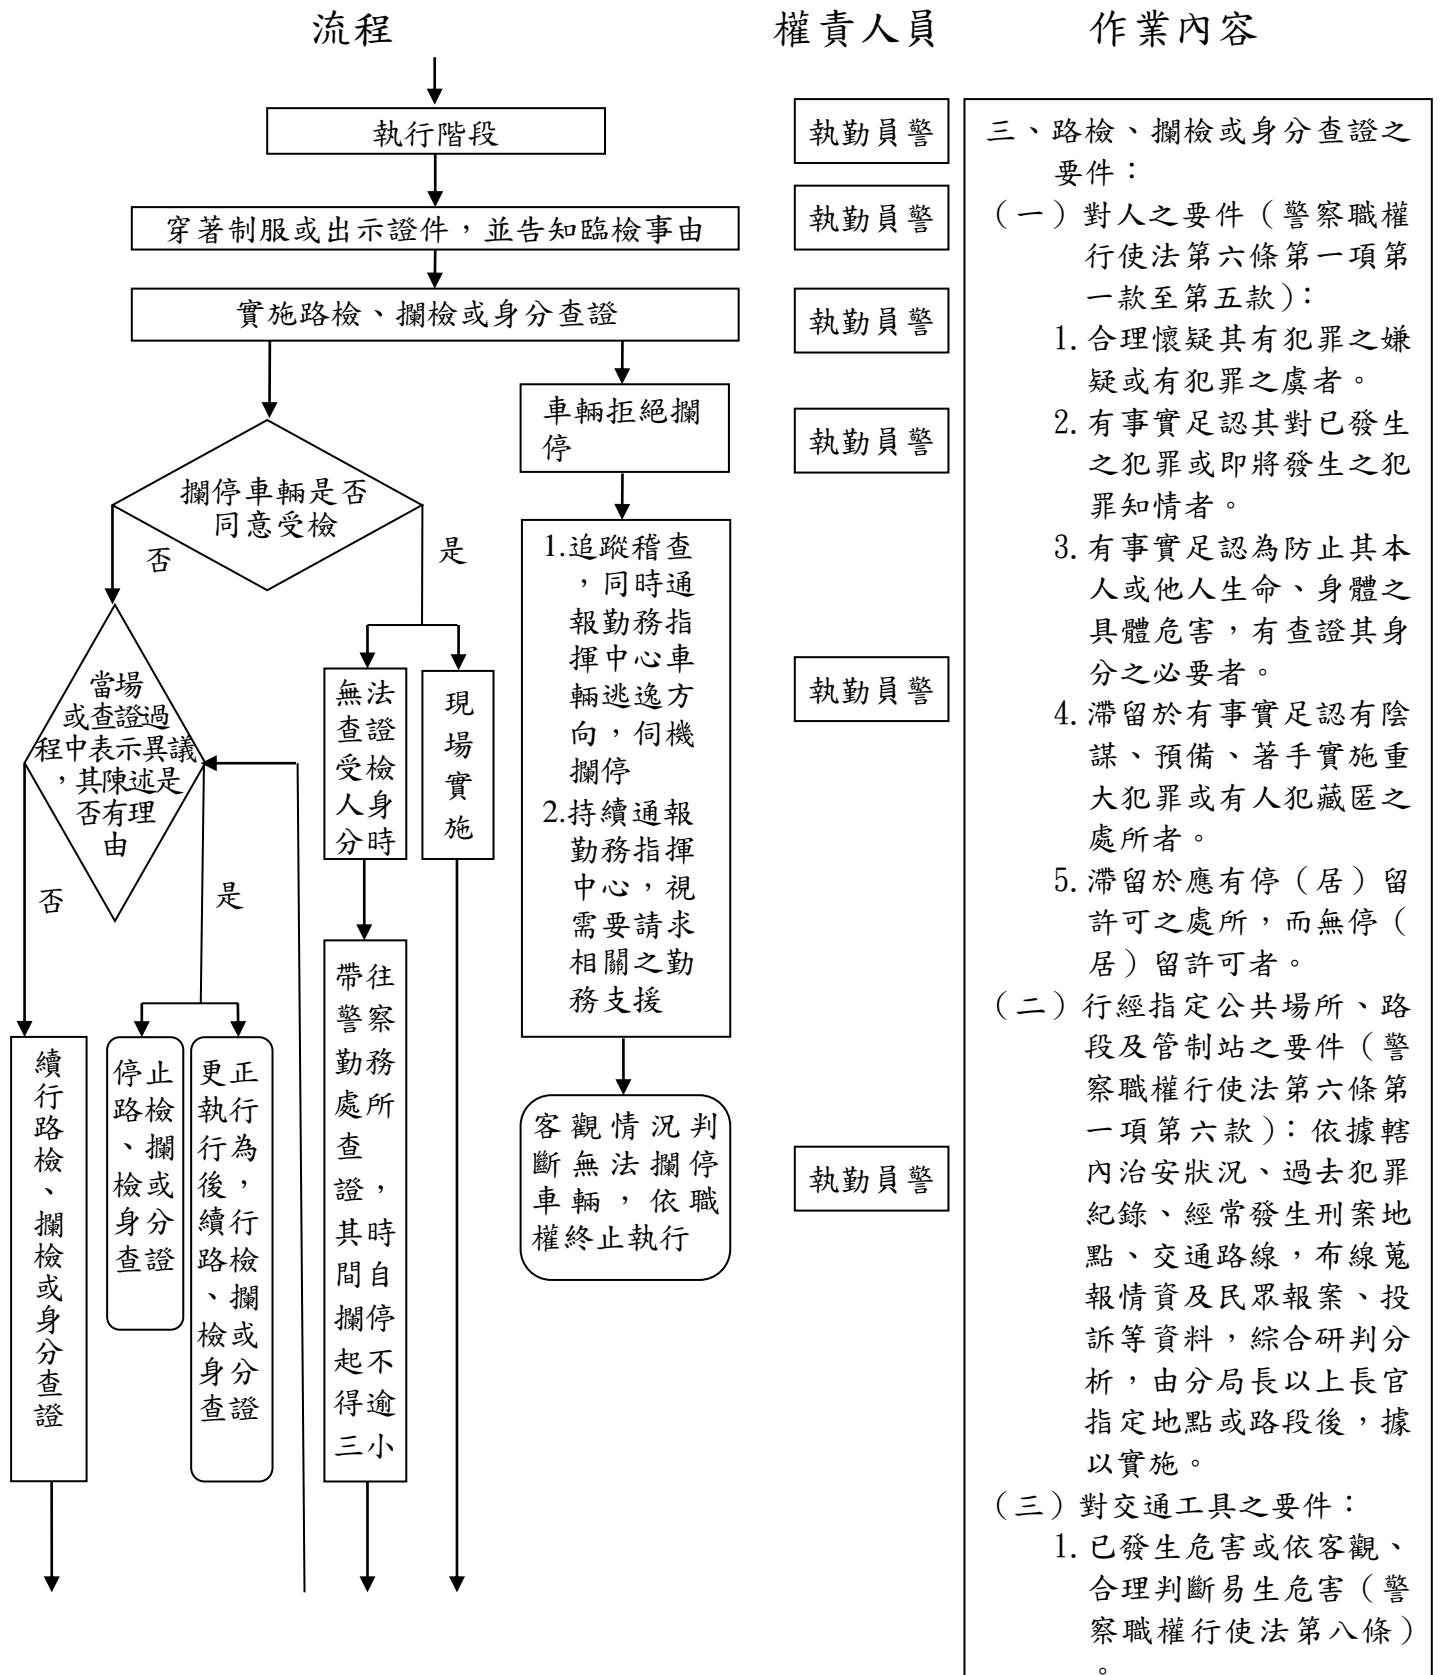 流程
權責人員
作業內容
執行階段
穿著制服或出示證件，並告知臨檢事由
實施路檢、攔檢或身分查證
攔停車輛是否
同意受檢
否
是
車輛拒絕攔
停
1.追蹤稽查
，同時通
報勤務指
揮中心車
輛逃逸方
向，伺機
攔停
2.持續通報
勤務指揮
中心，視
需要請求
相關之勤
務支援
客觀情況判
斷無法攔停
車輛，依職
權終止執行
當場
或查證過
程中表示異議
，其陳述是
否有理
由
否
是
無法
查證
受檢
人身
分時
現
場
實
施
帶往
警察
勤務
處所
查
證，
其時
間自
攔停
起不
得逾
三小
續
行
路
檢
、
攔
檢
或
身
分
查
證
停止
路檢
、攔
檢或
身分
查證
更正
執行
行為
後，
續行
路檢
、攔
檢或
身分
查證
執勤員警
執勤員警
執勤員警
執勤員警
執勤員警
執勤員警
三、路檢、攔檢或身分查證之
要件：
（一）對人之要件（警察職權
行使法第六條第一項第
一款至第五款）：
1.合理懷疑其有犯罪之嫌
疑或有犯罪之虞者。
2.有事實足認其對已發生
之犯罪或即將發生之犯
罪知情者。
3.有事實足認為防止其本
人或他人生命、身體之
具體危害，有查證其身
分之必要者。
4.滯留於有事實足認有陰
謀、預備、著手實施重
大犯罪或有人犯藏匿之
處所者。
5.滯留於應有停（居）留
許可之處所，而無停（
居）留許可者。
（二）行經指定公共場所、路
段及管制站之要件（警
察職權行使法第六條第
一項第六款）：依據轄
內治安狀況、過去犯罪
紀錄、經常發生刑案地
點、交通路線，布線蒐
報情資及民眾報案、投
訴等資料，綜合研判分
析，由分局長以上長官
指定地點或路段後，據
以實施。
（三）對交通工具之要件：
1.已發生危害或依客觀、
合理判斷易生危害（警
察職權行使法第八條）
。